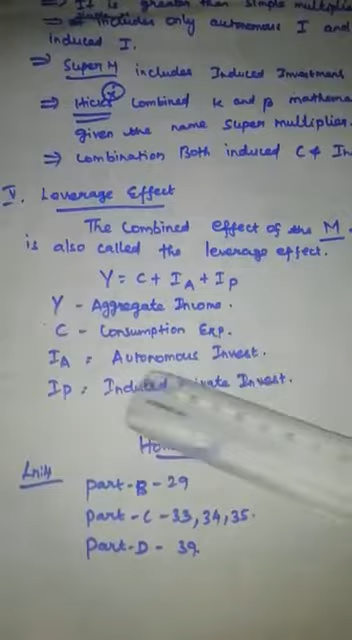 ⇒ It is greater than simple multiplier
⇒ includes only autonomous I and
induced I.
⇒ Super M includes Induced Investment
⇒ Hicks combined K and β mathema
given the name Super multiplier.
⇒ Combination Both induced C & In
V. Leverage Effect
The Combined effect of the M
is also called the leverage effect.
Y = C + IA + IP
Y - Aggregate Income.
C - Consumption Exp.
IA = Autonomous Invest.
IP = Induced Private Invest.
Part-B - 29
Part-C - 33, 34, 35.
Part-D - 39.